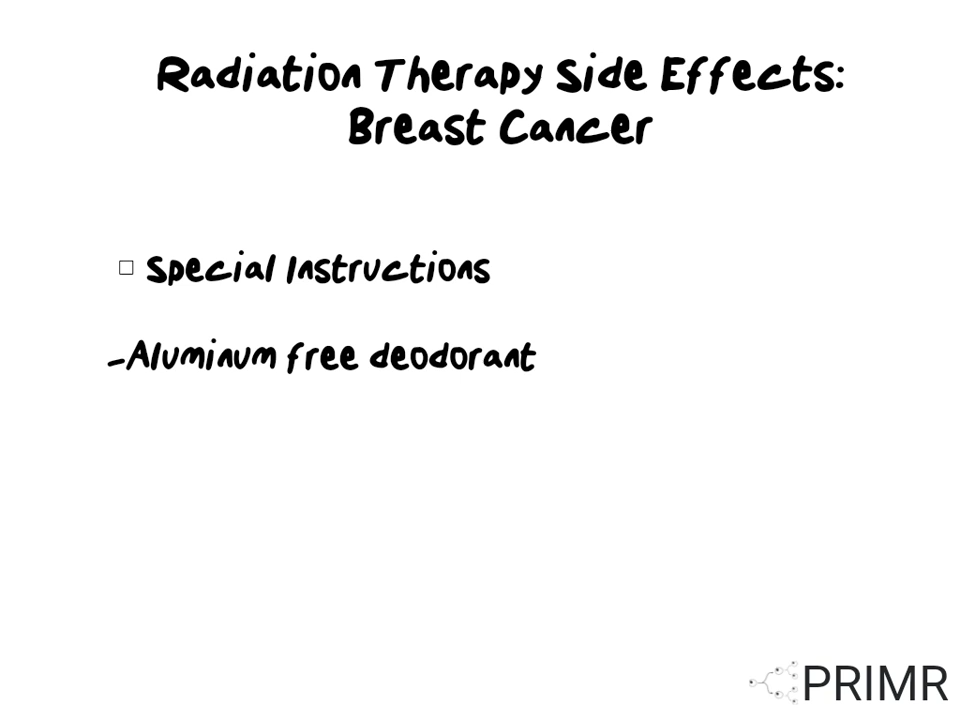 Radiation Therapy Side Effects:
Breast Cancer
□ Special Instructions
-Aluminum free deodorant
PRIMR